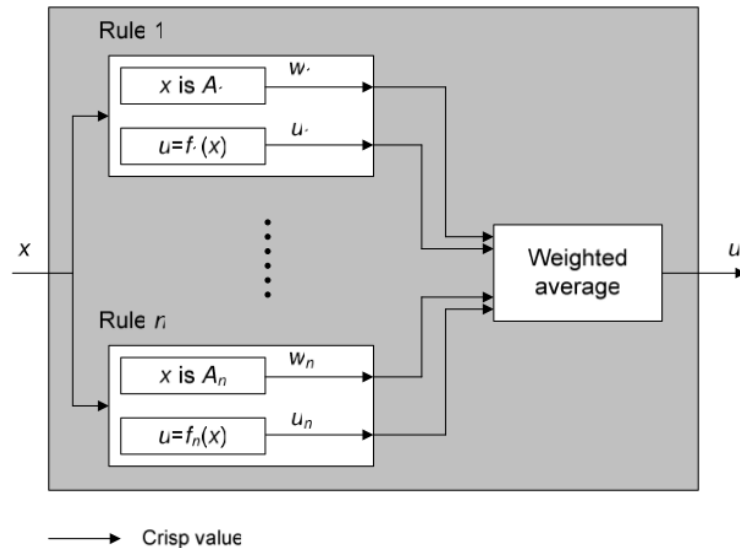 Rule 1
x is A
w
u=f (x)
u
x
Weighted
average
u
Rule n
x is Aₙ
wₙ
u=fₙ(x)
uₙ
Crisp value